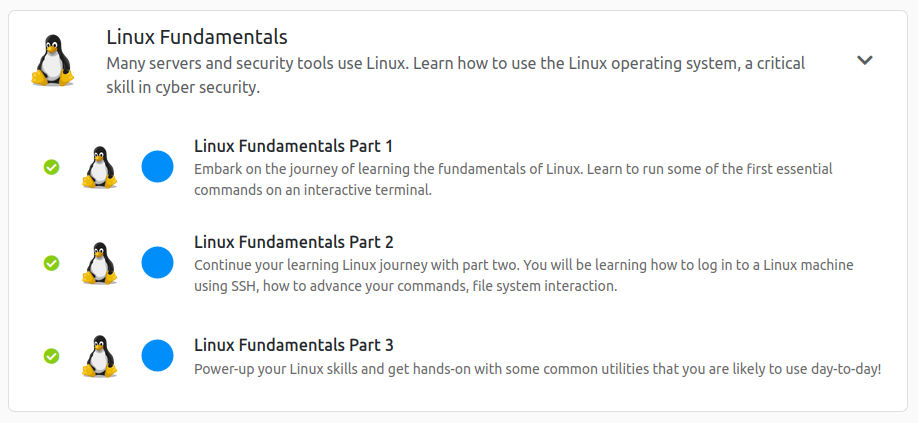 Linux Fundamentals
Many servers and security tools use Linux. Learn how to use the Linux operating system, a critical
skill in cyber security.
Linux Fundamentals Part 1
Embark on the journey of learning the fundamentals of Linux. Learn to run some of the first essential
commands on an interactive terminal.
Linux Fundamentals Part 2
Continue your learning Linux journey with part two. You will be learning how to log in to a Linux machine
using SSH, how to advance your commands, file system interaction.
Linux Fundamentals Part 3
Power-up your Linux skills and get hands-on with some common utilities that you are likely to use day-to-day!